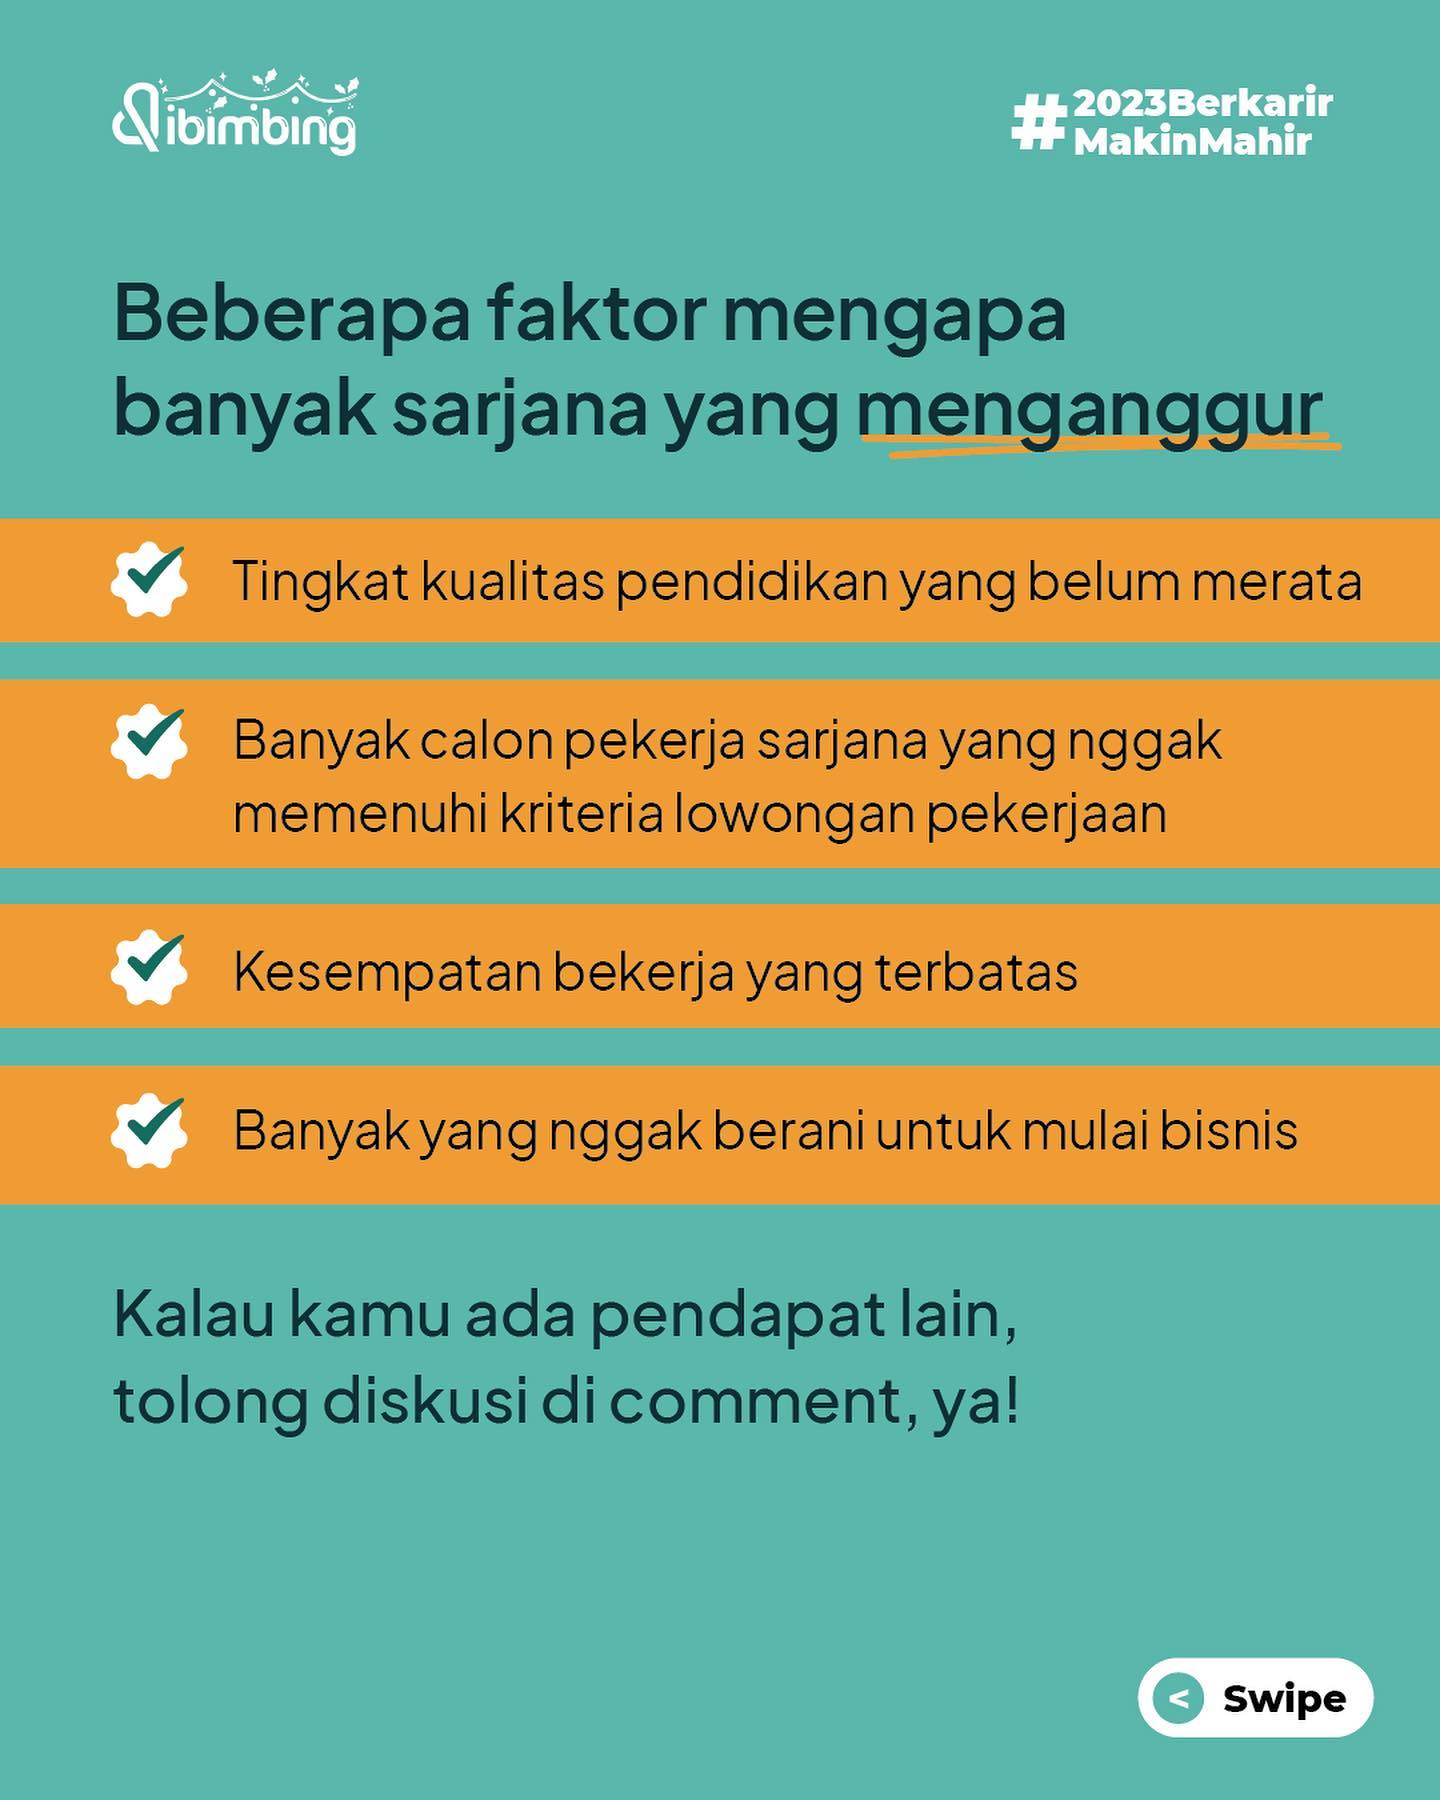 dibimbing
#2023Berkarir
MakinMahir
Beberapa faktor mengapa
banyak sarjana yang menganggur
Tingkat kualitas pendidikan yang belum merata
Banyak calon pekerja sarjana yang nggak
memenuhi kriteria lowongan pekerjaan
Kesempatan bekerja yang terbatas
Banyak yang nggak berani untuk mulai bisnis
Kalau kamu ada pendapat lain,
tolong diskusi di comment, ya!
< Swipe